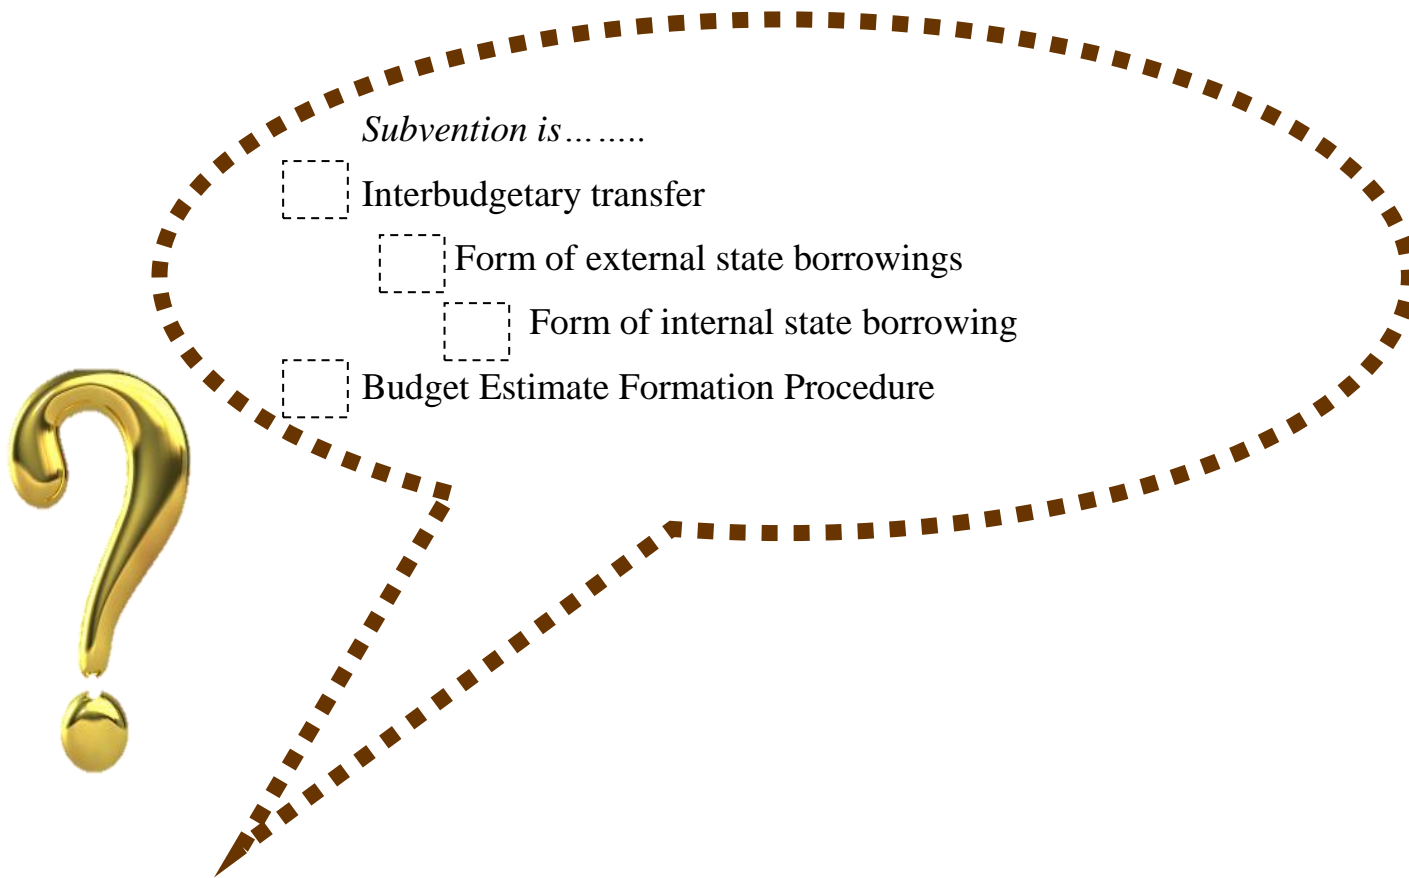 Subvention is……..
Interbudgetary transfer
Form of external state borrowings
Form of internal state borrowing
Budget Estimate Formation Procedure